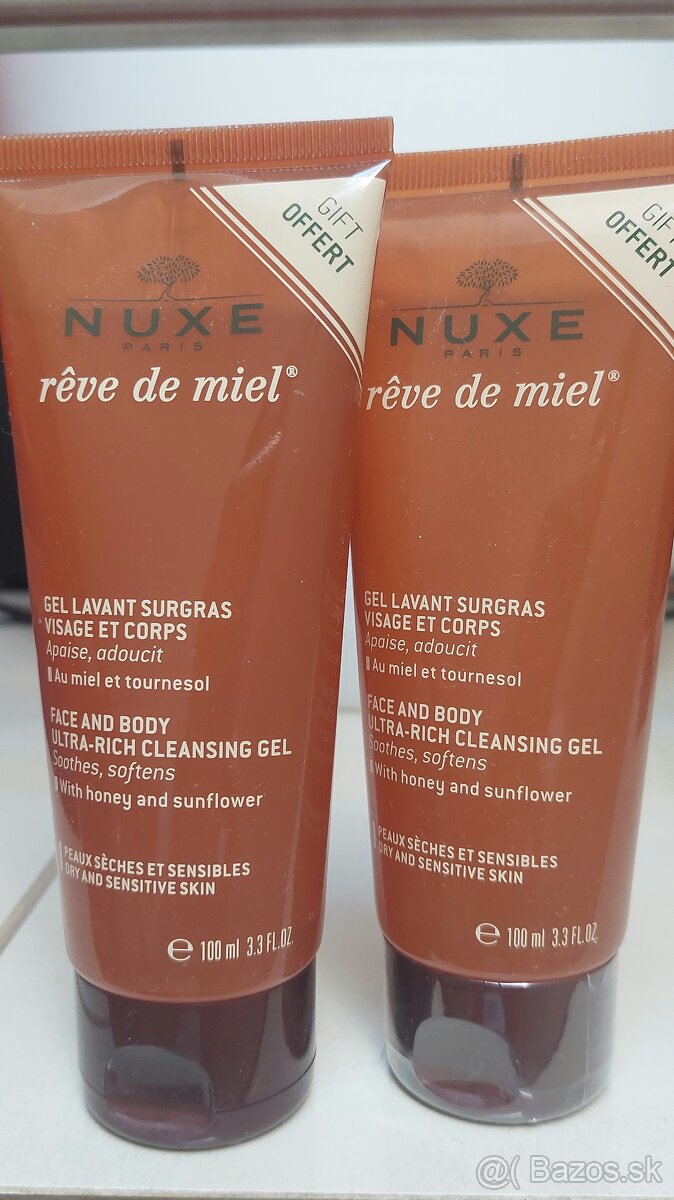 GIFT
OFFERT
NUXE
PARIS
rêve de miel®
GEL LAVANT SURGRAS
VISAGE ET CORPS
Apaise, adoucit
Au miel et tournesol
FACE AND BODY
ULTRA-RICH CLEANSING GEL
Soothes, softens
With honey and sunflower
PEAUX SÈCHES ET SENSIBLES
DRY AND SENSITIVE SKIN
e 100 ml 3.3 FL.OZ.
GIFT
OFFERT
NUXE
PARIS
rêve de miel®
GEL LAVANT SURGRAS
VISAGE ET CORPS
Apaise, adoucit
Au miel et tournesol
FACE AND BODY
ULTRA-RICH CLEANSING GEL
Soothes, softens
With honey and sunflower
PEAUX SÈCHES ET SENSIBLES
DRY AND SENSITIVE SKIN
e 100 ml 3.3 FL.OZ.
@( Bazos.sk